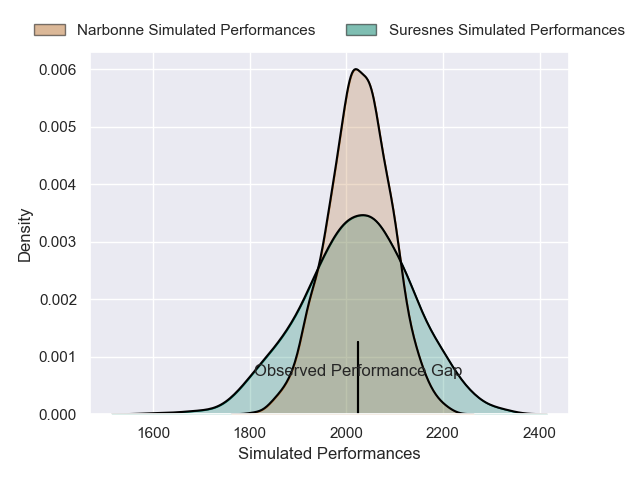 Narbonne Simulated Performances
Suresnes Simulated Performances
0.006
0.005
0.004
0.003
0.002
0.001
0.000
Density
Observed Performance Gap
1600
1800
2000
2200
2400
Simulated Performances